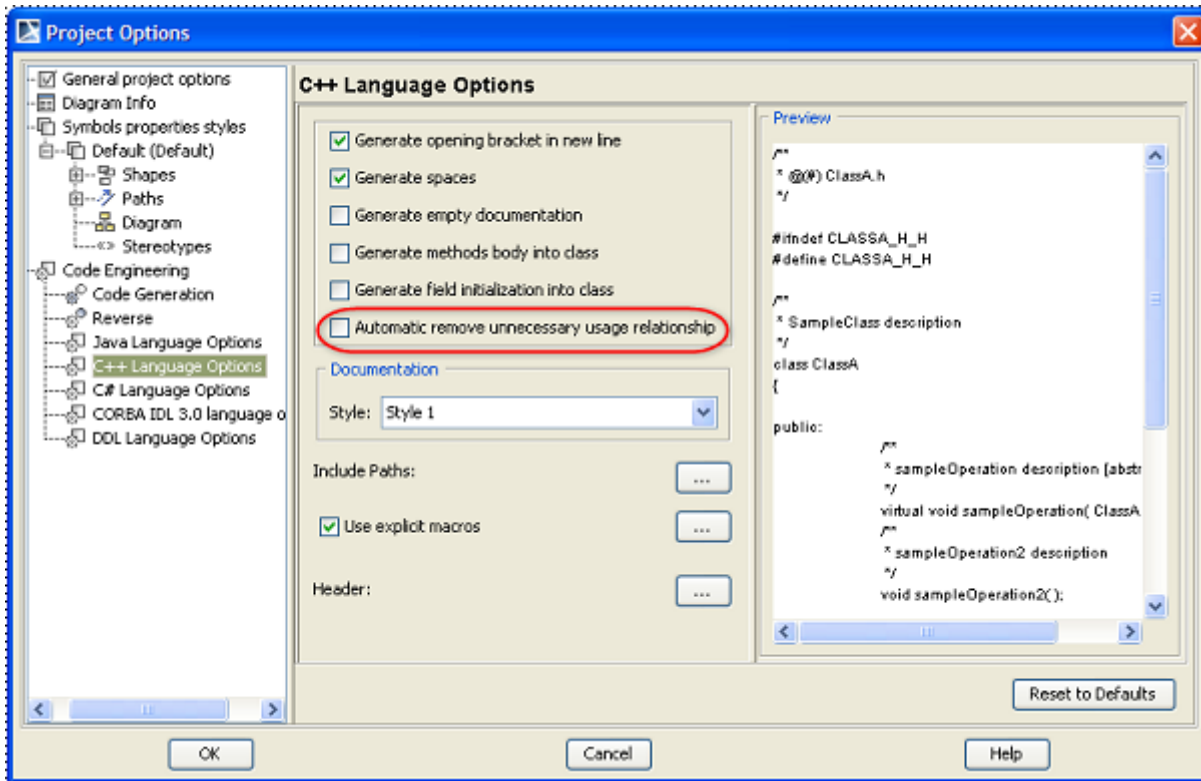 Project Options
General project options
Diagram Info
Symbols properties styles
Default (Default)
Shapes
Paths
Diagram
Stereotypes
Code Engineering
Code Generation
Reverse
Java Language Options
C++ Language Options
C# Language Options
CORBA IDL 3.0 language o
DDL Language Options
C++ Language Options
Generate opening bracket in new line
Generate spaces
Generate empty documentation
Generate methods body into class
Generate field initialization into class
Automatic remove unnecessary usage relationship
Documentation
Style: Style 1
Include Paths: ...
Use explicit macros ...
Header: ...
Preview
/**
* @(#) ClassA.h
*/
#ifndef CLASSA_H_H
#define CLASSA_H_H
/**
* SampleClass description
*/
class ClassA
{
public:
/**
* sampleOperation description [abstr
*/
virtual void sampleOperation( ClassA
/**
* sampleOperation2 description
*/
void sampleOperation2( );
Reset to Defaults
OK Cancel Help